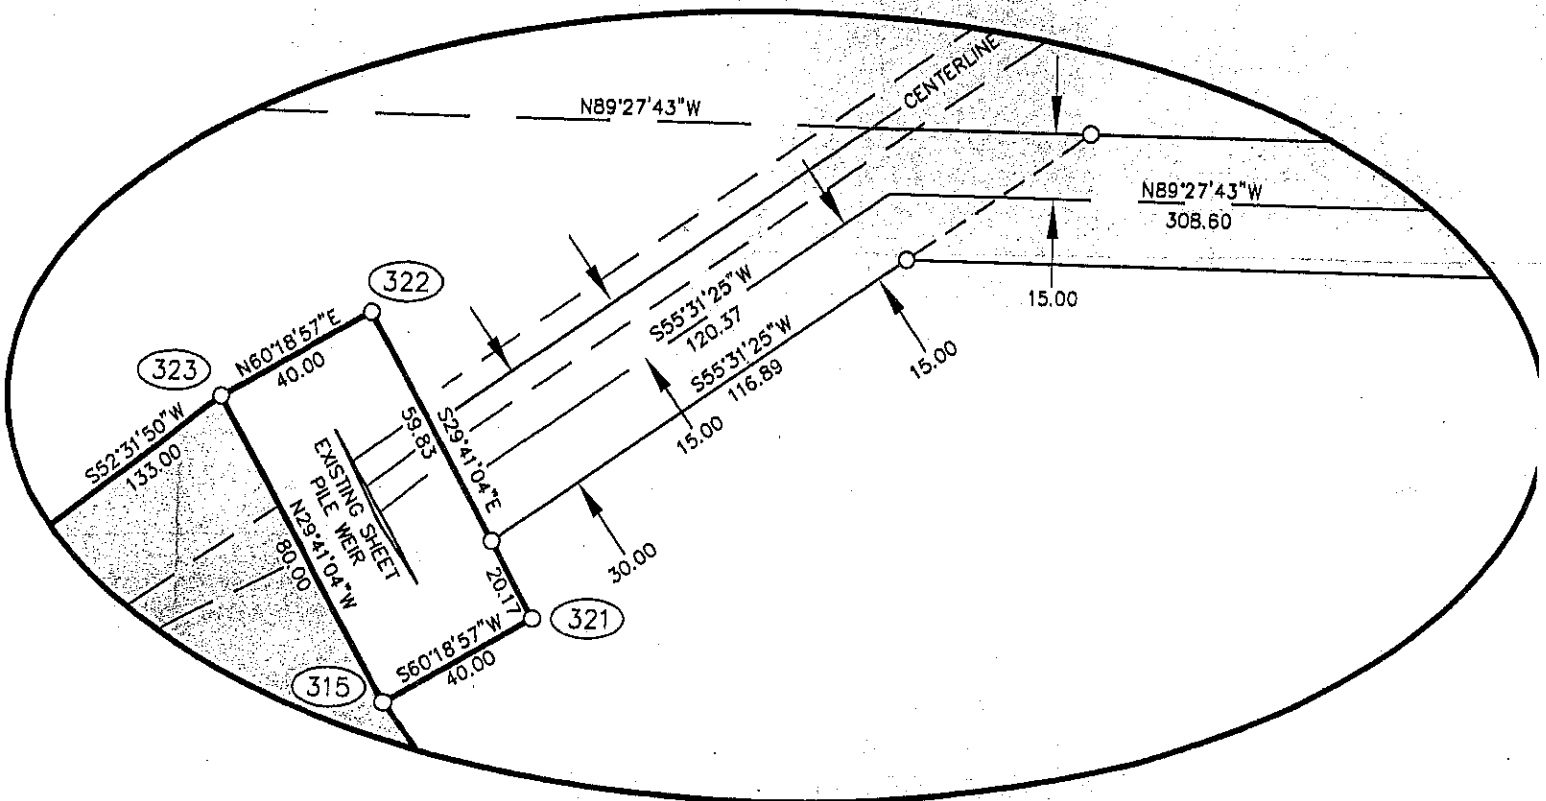 CENTERLINE
N89°27'43"W
N89°27'43"W
308.60
322
S55°31'25"W
120.37
15.00
N60°18'57"E
40.00
S55°31'25"W
116.89
15.00
323
S29°41'04"E
59.83
15.00
S52°31'50"W
133.00
EXISTING SHEET
PILE WEIR
N29°41'04"W
80.00
30.00
20.17
321
S60°18'57"W
40.00
315